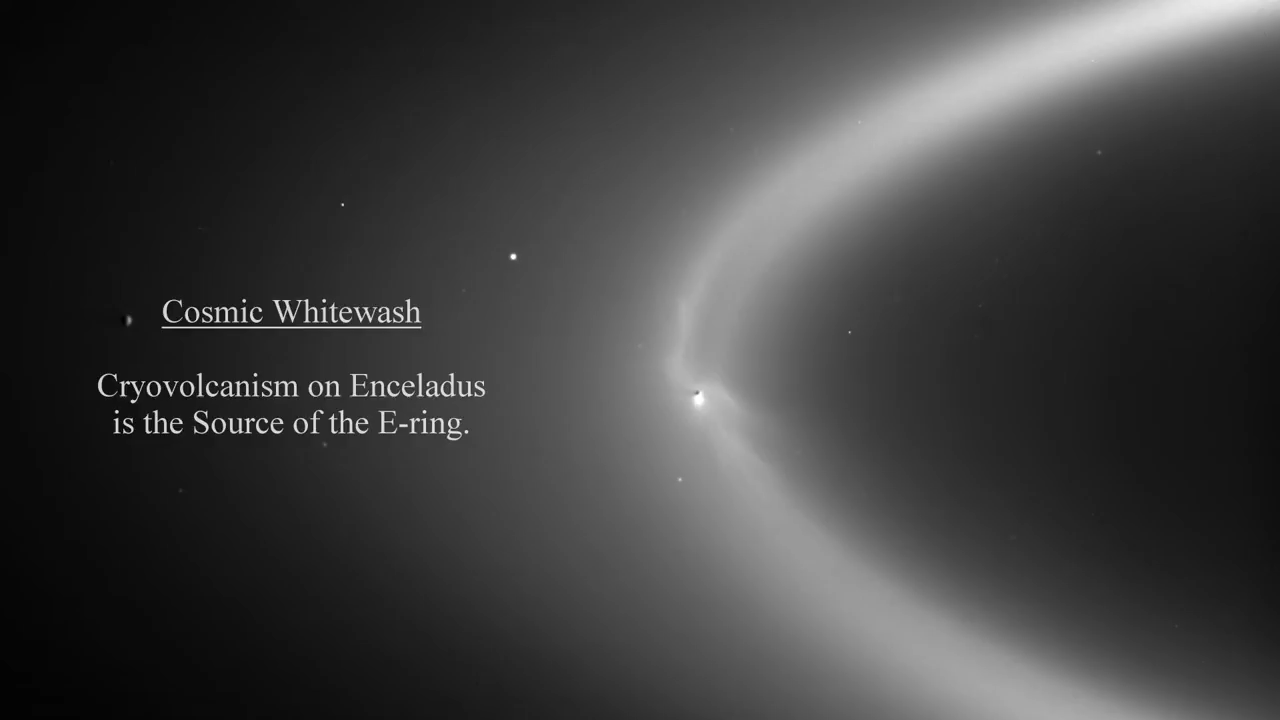 Cosmic Whitewash
Cryovolcanism on Enceladus
is the Source of the E-ring.